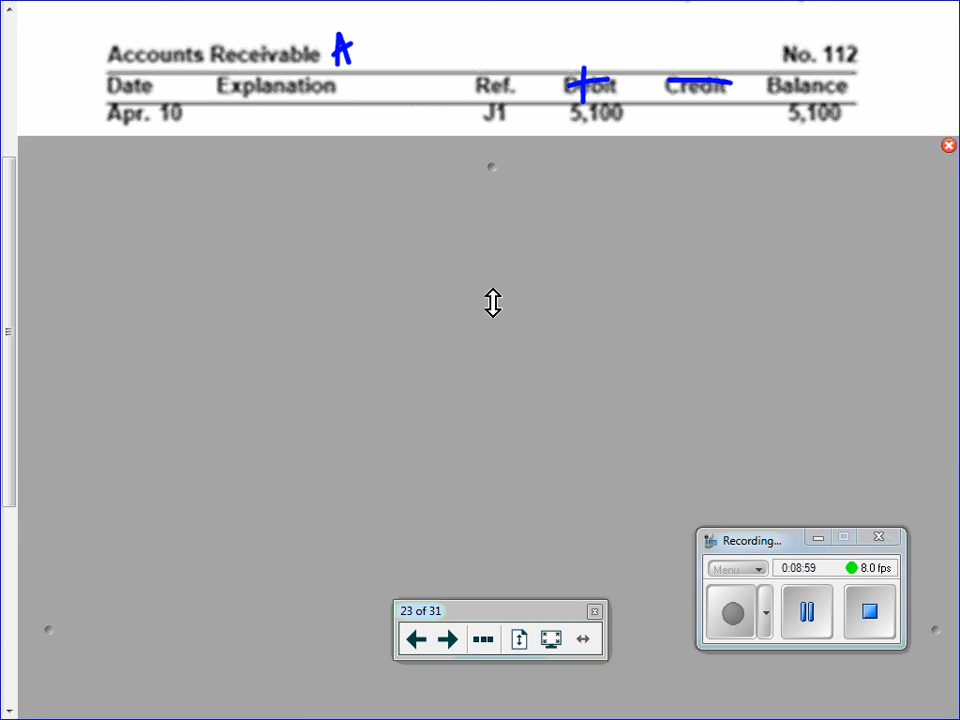 Accounts Receivable A No. 112
Date Explanation Ref. Debit Credit Balance
Apr. 10 J1 5,100 5,100
Recording...
Menu 0:08:59 8.0 fps
23 of 31